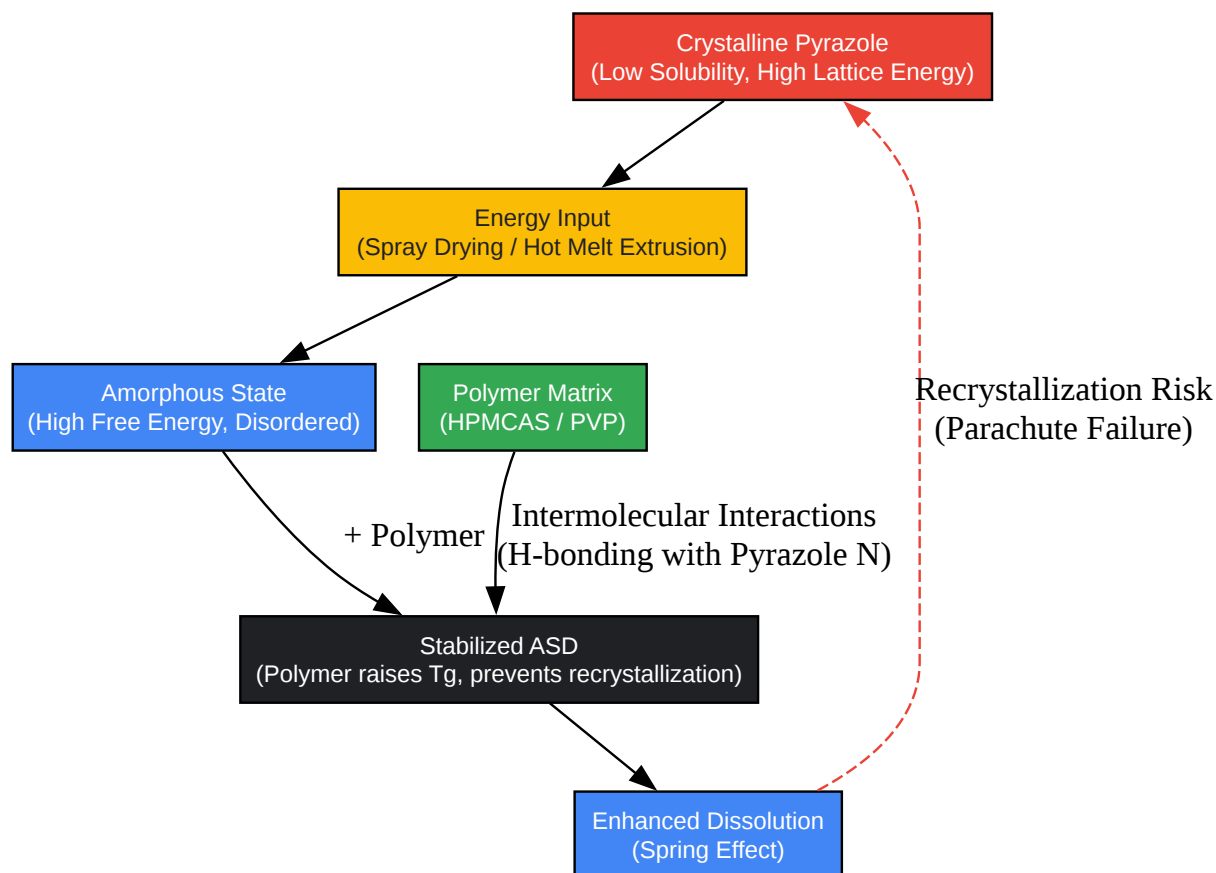 Crystalline Pyrazole
(Low Solubility, High Lattice Energy)
Energy Input
(Spray Drying / Hot Melt Extrusion)
Amorphous State
(High Free Energy, Disordered)
Polymer Matrix
(HPMCAS / PVP)
Recrystallization Risk
(Parachute Failure)
+ Polymer
Intermolecular Interactions
(H-bonding with Pyrazole N)
Stabilized ASD
(Polymer raises Tg, prevents recrystallization)
Enhanced Dissolution
(Spring Effect)